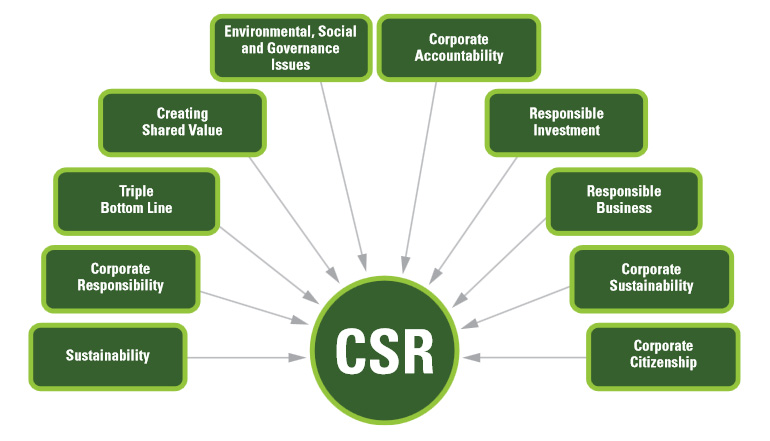 Environmental, Social
and Governance
Issues
Corporate
Accountability
Creating
Shared Value
Responsible
Investment
Triple
Bottom Line
Responsible
Business
Corporate
Responsibility
Corporate
Sustainability
Sustainability
CSR
Corporate
Citizenship